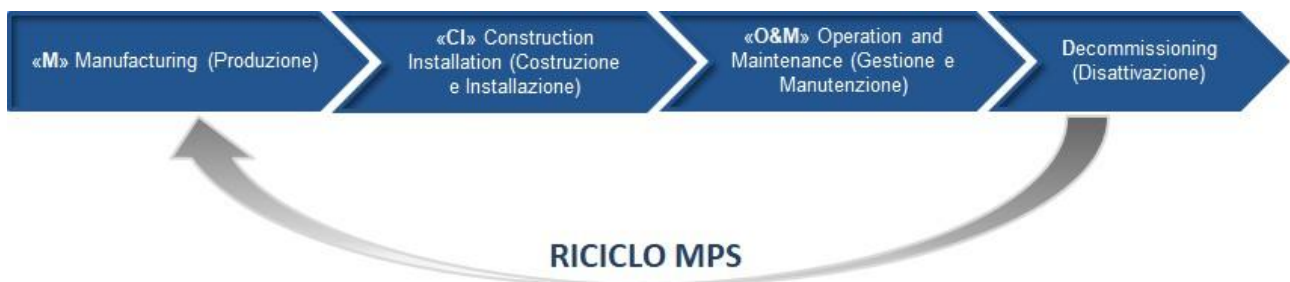 «M» Manufacturing (Produzione)
«CI» Construction
Installation (Costruzione
e Installazione)
«O&M» Operation and
Maintenance (Gestione e
Manutenzione)
Decommissioning
(Disattivazione)
RICICLO MPS